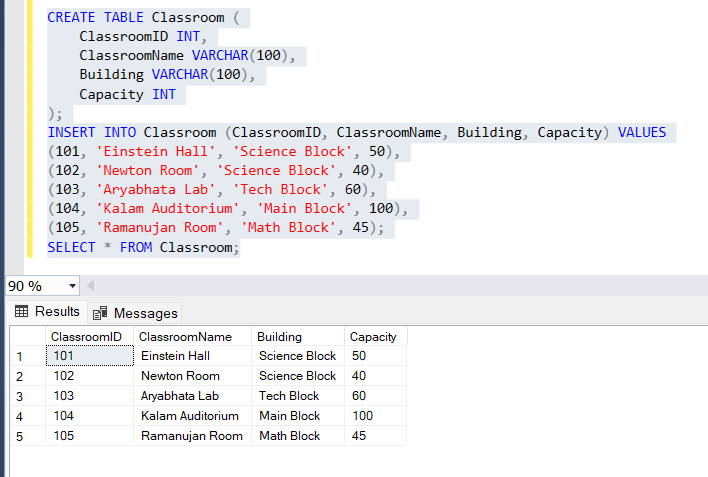 CREATE TABLE Classroom (
    ClassroomID INT,
    ClassroomName VARCHAR(100),
    Building VARCHAR(100),
    Capacity INT
);
INSERT INTO Classroom (ClassroomID, ClassroomName, Building, Capacity) VALUES
(101, 'Einstein Hall', 'Science Block', 50),
(102, 'Newton Room', 'Science Block', 40),
(103, 'Aryabhata Lab', 'Tech Block', 60),
(104, 'Kalam Auditorium', 'Main Block', 100),
(105, 'Ramanujan Room', 'Math Block', 45);
SELECT * FROM Classroom;
90 %
Results Messages
ClassroomID ClassroomName Building Capacity
1 101 Einstein Hall Science Block 50
2 102 Newton Room Science Block 40
3 103 Aryabhata Lab Tech Block 60
4 104 Kalam Auditorium Main Block 100
5 105 Ramanujan Room Math Block 45